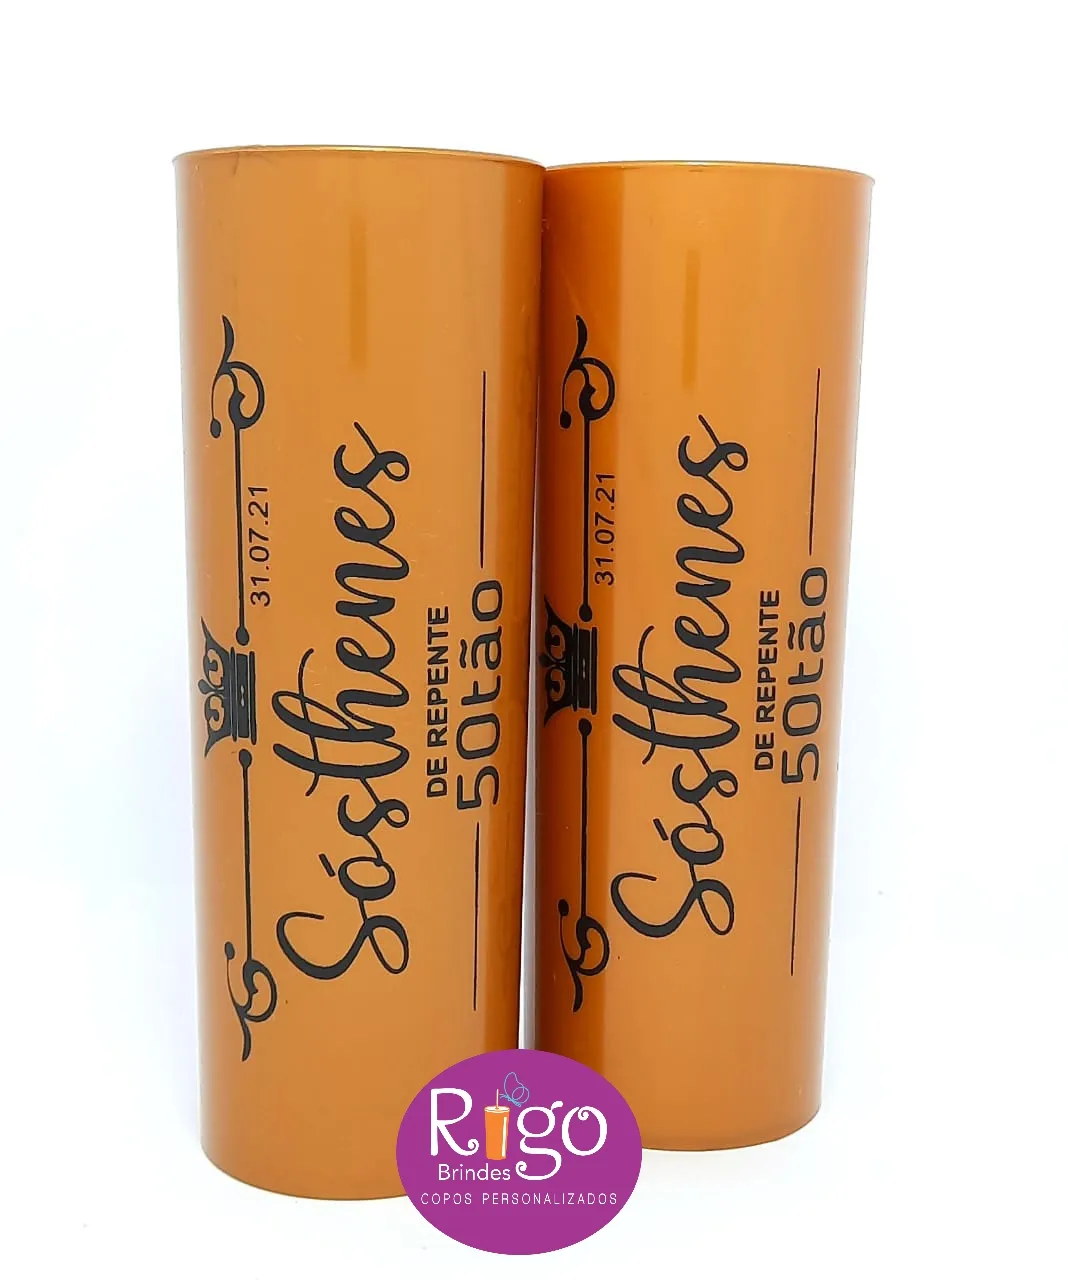 31.07.21
Sósthenes
DE REPENTE
50tão
31.07.21
Sósthenes
DE REPENTE
50tão
Rigo
Brindes
COPOS PERSONALIZADOS